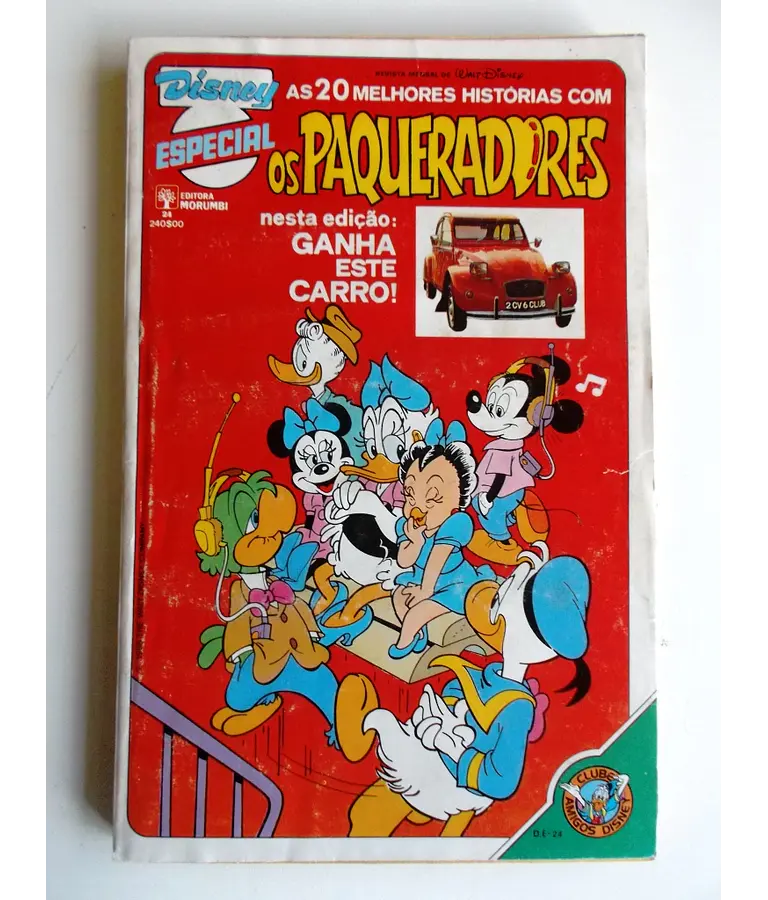 REVISTA MENSAL DE WALT DISNEY
Disney
ESPECIAL
AS 20 MELHORES HISTÓRIAS COM
OS PAQUERADORES
EDITORA
MORUMBI
24
240$00
nesta edição:
GANHA
ESTE
CARRO!
2 CV 6 CLUB
CLUBE
AMIGOS DISNEY
D.E-24